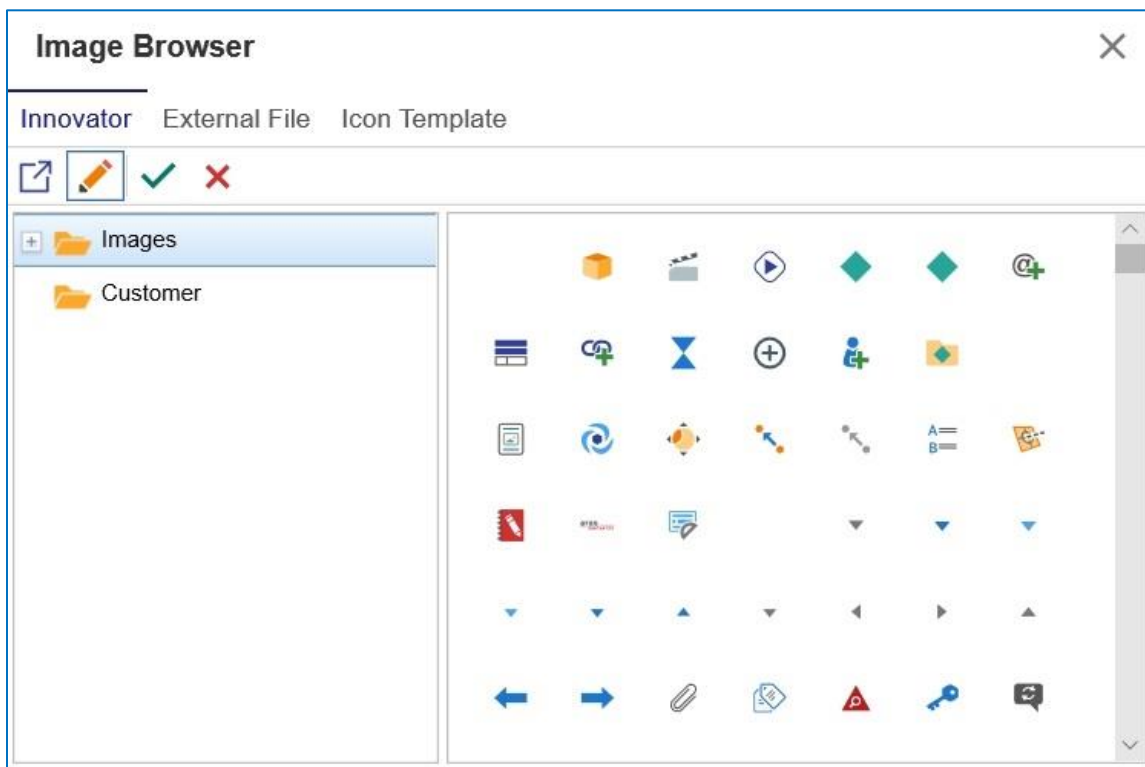 Image Browser
Innovator External File Icon Template
Images
Customer
A
B